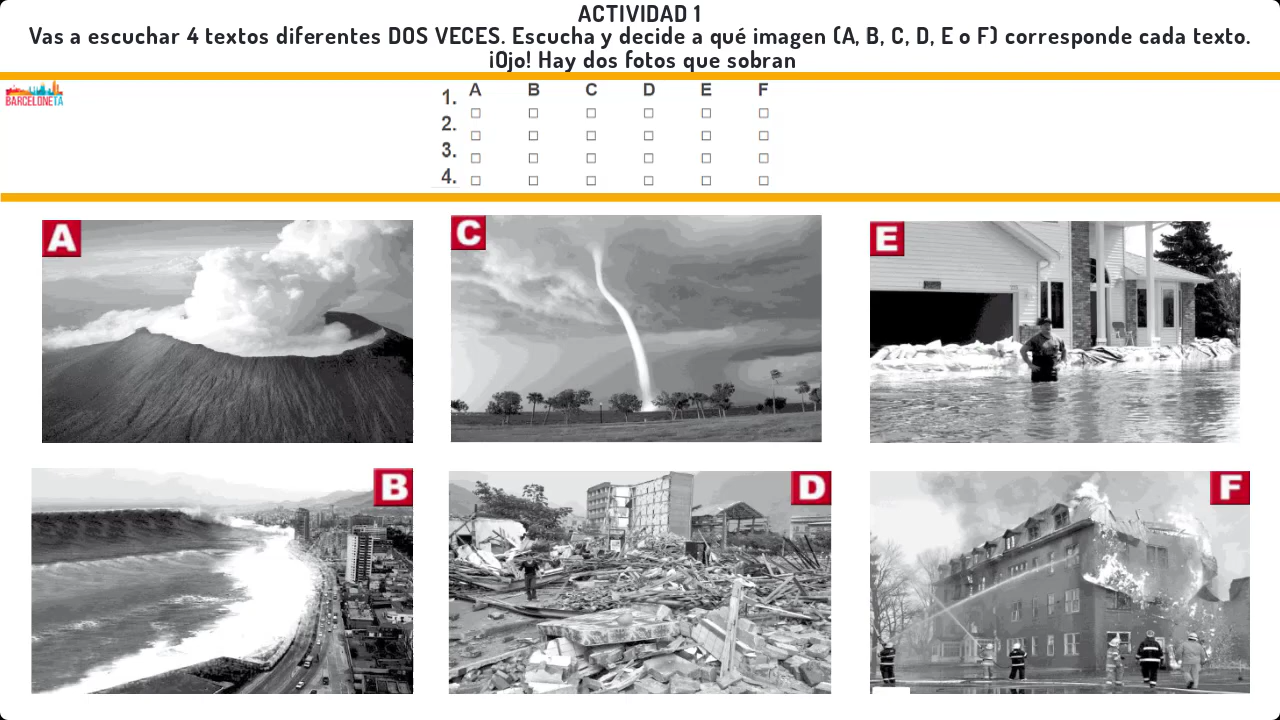 ACTIVIDAD 1
Vas a escuchar 4 textos diferentes DOS VECES. Escucha y decide a qué imagen (A, B, C, D, E o F) corresponde cada texto.
¡Ojo! Hay dos fotos que sobran
BARCELONETA
A B C D E F
1.
2.
3.
4.
A
C
E
B
D
F